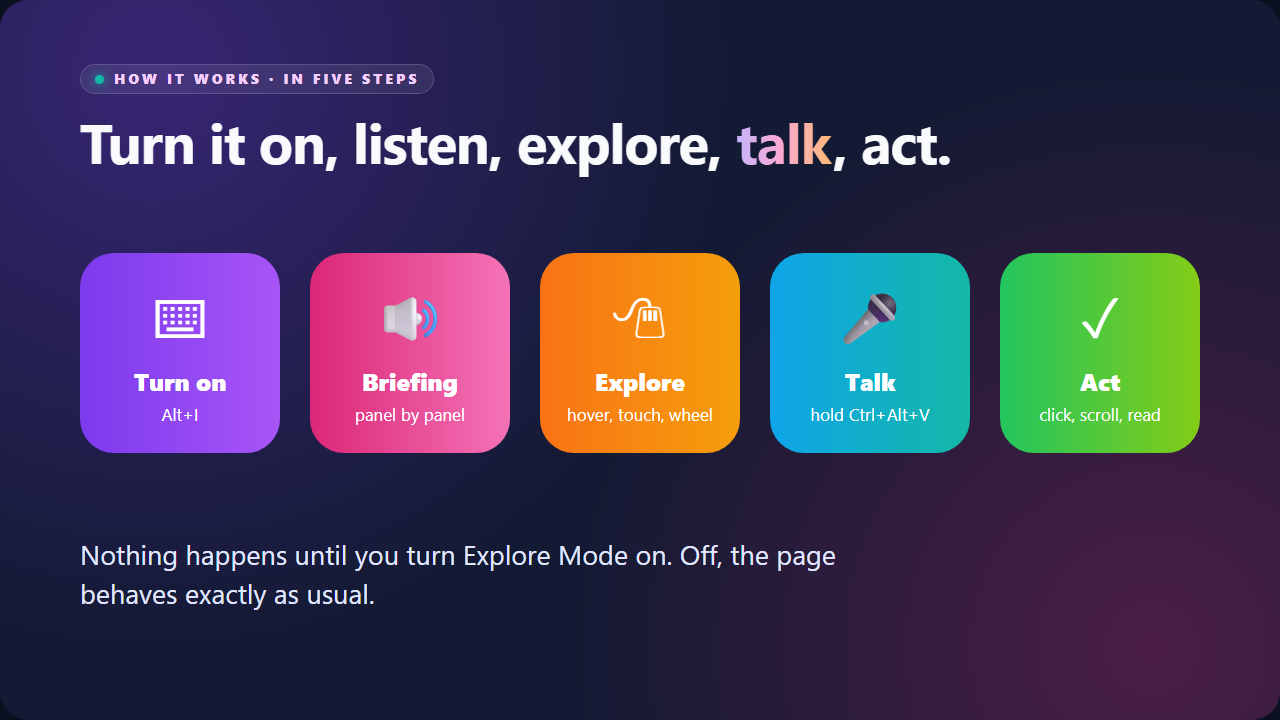 HOW IT WORKS · IN FIVE STEPS
Turn it on, listen, explore, talk, act.
Turn on
Alt+I
Briefing
panel by panel
Explore
hover, touch, wheel
Talk
hold Ctrl+Alt+V
Act
click, scroll, read
Nothing happens until you turn Explore Mode on. Off, the page
behaves exactly as usual.